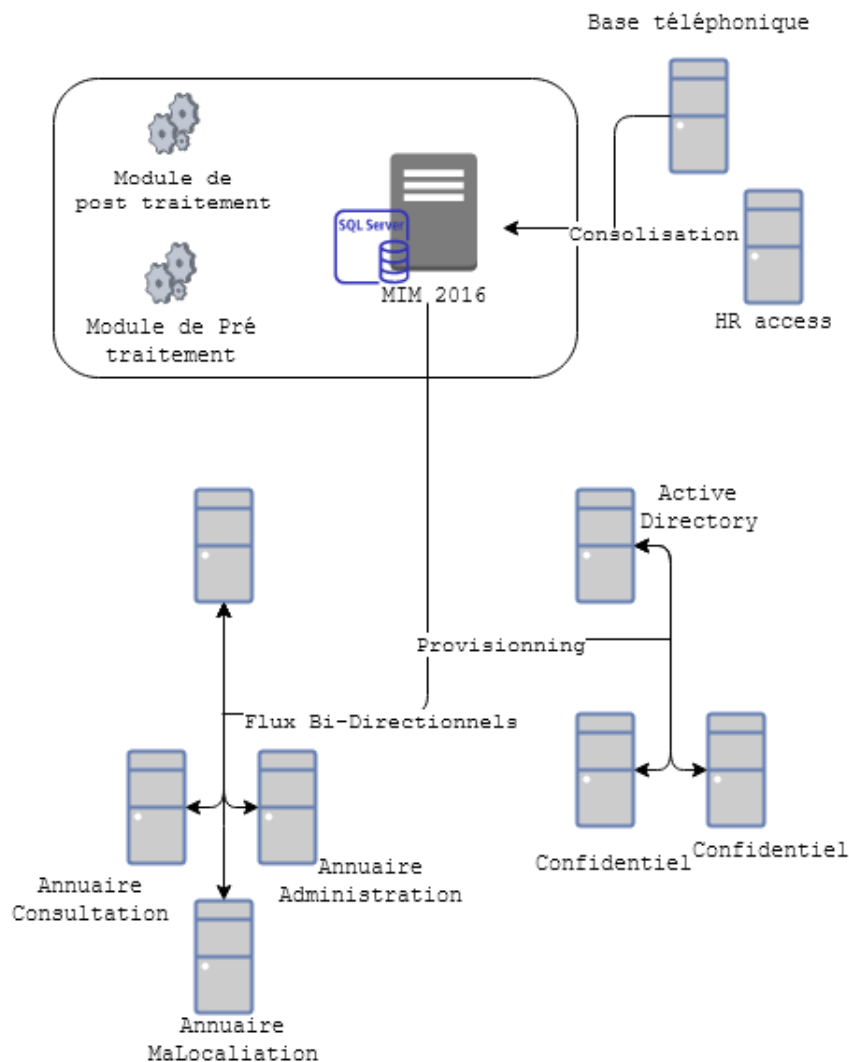 Base téléphonique
Module de
post traitement
SQL Server
Consolisation
MIM 2016
Module de Pré
traitement
HR access
Active
Directory
Provisionning
Flux Bi-Directionnels
Confidentiel
Confidentiel
Annuaire
Consultation
Annuaire
Administration
Annuaire
MaLocaliation